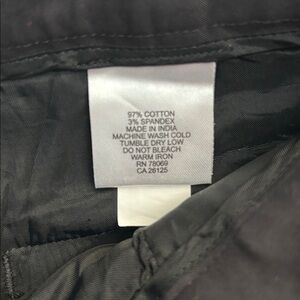 97% COTTON
3% SPANDEX
MADE IN INDIA
MACHINE WASH COLD
TUMBLE DRY LOW
DO NOT BLEACH
WARM IRON
RN 78069
CA 26125